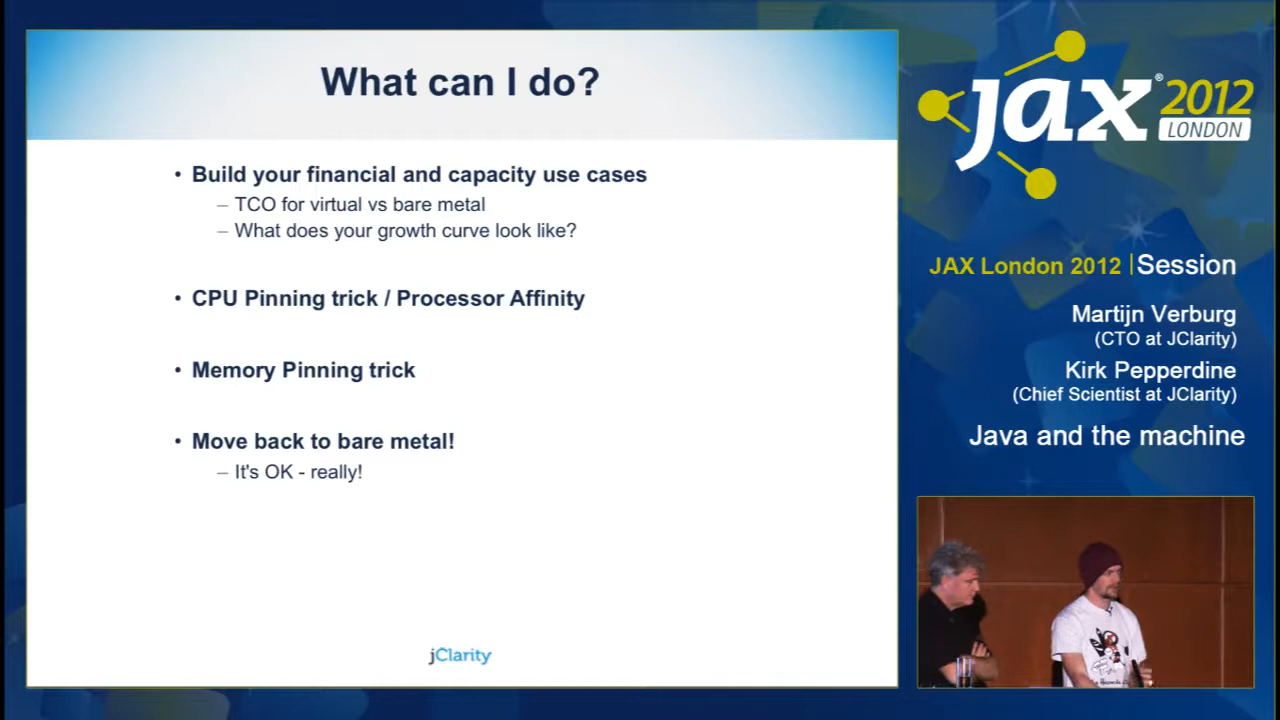 What can I do?
• Build your financial and capacity use cases
– TCO for virtual vs bare metal
– What does your growth curve look like?
• CPU Pinning trick / Processor Affinity
• Memory Pinning trick
• Move back to bare metal!
– It's OK - really!
jClarity
jax® 2012
LONDON
JAX London 2012 | Session
Martijn Verburg
(CTO at JClarity)
Kirk Pepperdine
(Chief Scientist at JClarity)
Java and the machine